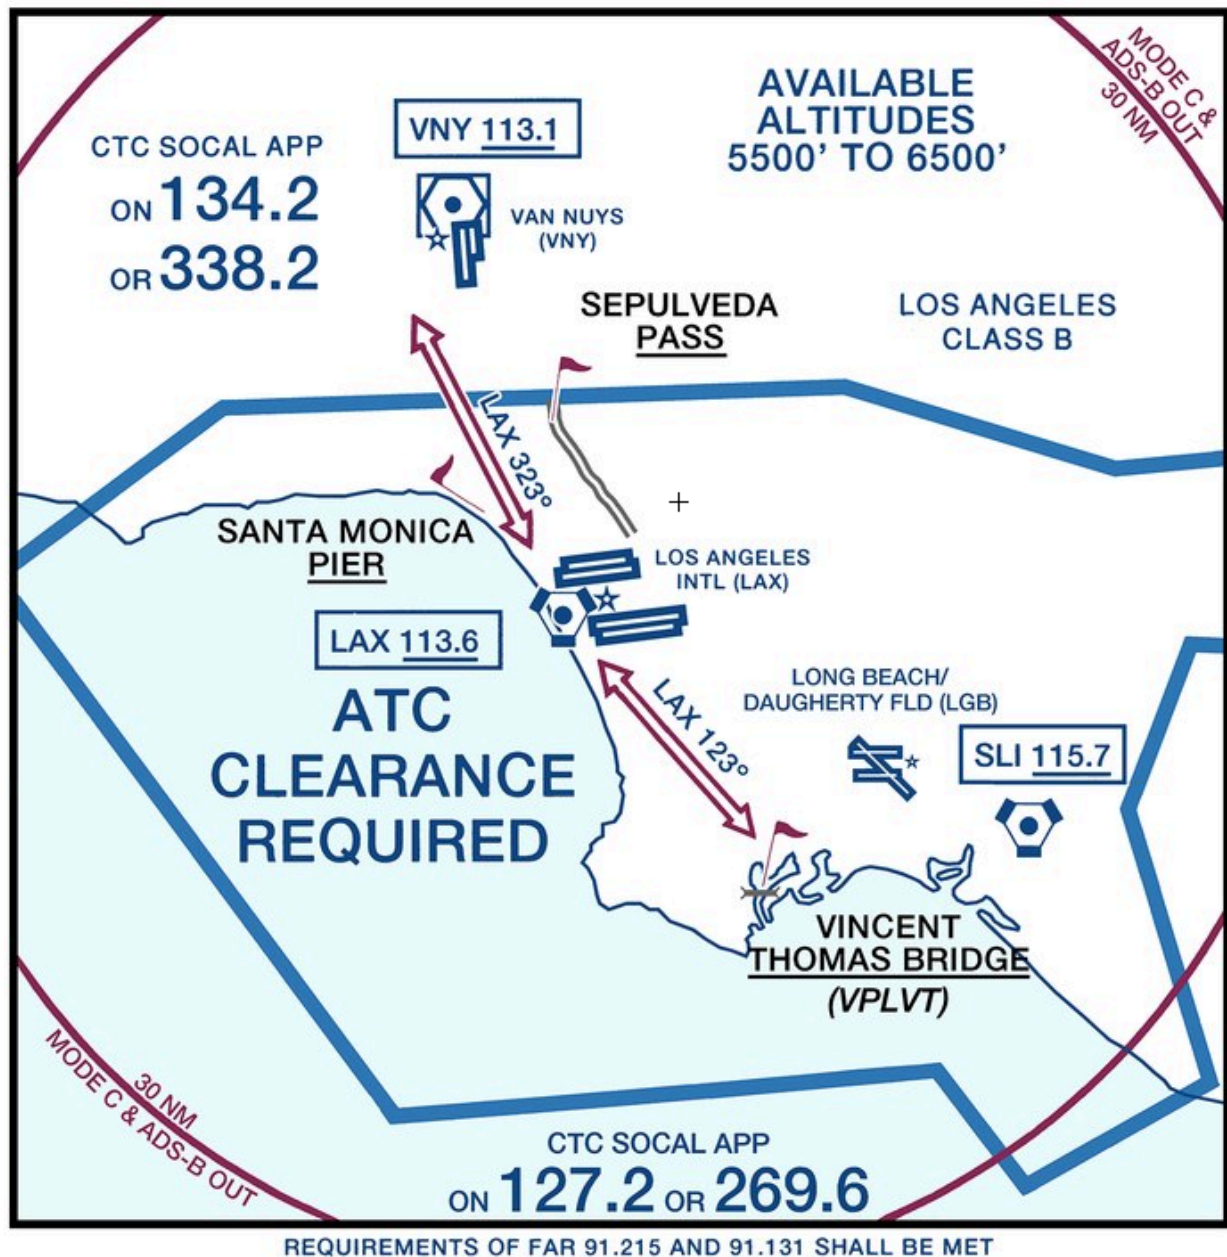 MODE C &
ADS-B OUT
30 NM
AVAILABLE
ALTITUDES
5500' TO 6500'
VNY 113.1
CTC SOCAL APP
ON 134.2
OR 338.2
VAN NUYS
(VNY)
SEPULVEDA
PASS
LOS ANGELES
CLASS B
LAX 323°
SANTA MONICA
PIER
LOS ANGELES
INTL (LAX)
LAX 113.6
ATC
CLEARANCE
REQUIRED
LAX 123°
LONG BEACH/
DAUGHERTY FLD (LGB)
SLI 115.7
VINCENT
THOMAS BRIDGE
(VPLVT)
30 NM
MODE C & ADS-B OUT
CTC SOCAL APP
ON 127.2 OR 269.6
REQUIREMENTS OF FAR 91.215 AND 91.131 SHALL BE MET